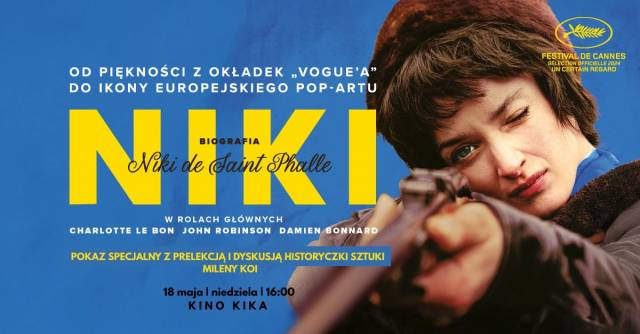 OD PIĘKNOŚCI Z OKŁADEK „VOGUE’A”
DO IKONY EUROPEJSKIEGO POP-ARTU
NIKI
BIOGRAFIA
Niki de Saint Phalle
W ROLACH GŁÓWNYCH
CHARLOTTE LE BON JOHN ROBINSON DAMIEN BONNARD
POKAZ SPECJALNY Z PRELEKCJĄ I DYSKUSJĄ HISTORYCZKI SZTUKI
MILENY KOI
18 maja | niedziela | 16:00
KINO KIKA
FESTIVAL DE CANNES
SÉLECTION OFFICIELLE 2024
UN CERTAIN REGARD